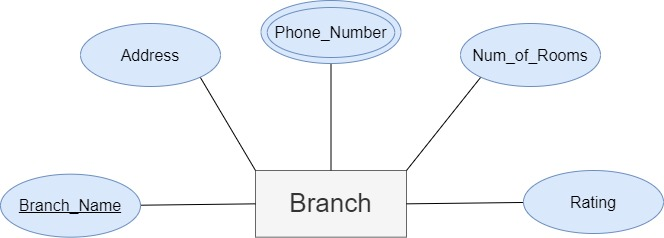 Phone_Number
Address
Num_of_Rooms
Branch_Name
Branch
Rating